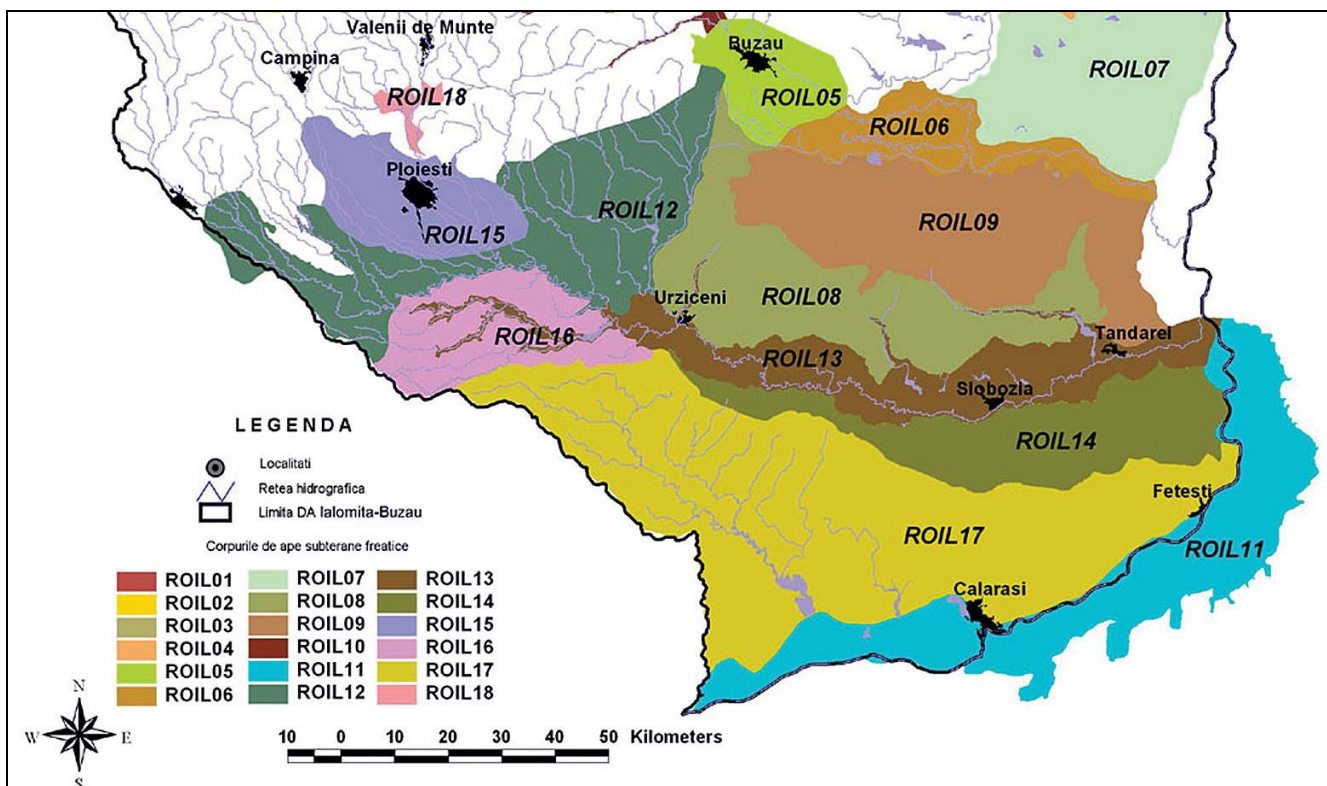 Valenii de Munte
Campina
Buzau
ROIL07
ROIL18
ROIL05
ROIL06
Ploiesti
ROIL12
ROIL09
ROIL15
ROIL08
Urziceni
ROIL16
Tandarei
ROIL13
Slobozia
ROIL14
Fetesti
ROIL17
ROIL11
Calarasi
LEGENDA
Localitati
Retea hidrografica
Limita DA Ialomita-Buzau
Corpurile de ape subterane freatice
ROIL01 ROIL07 ROIL13
ROIL02 ROIL08 ROIL14
ROIL03 ROIL09 ROIL15
ROIL04 ROIL10 ROIL16
ROIL05 ROIL11 ROIL17
ROIL06 ROIL12 ROIL18
N
W E
S
10 0 10 20 30 40 50 Kilometers